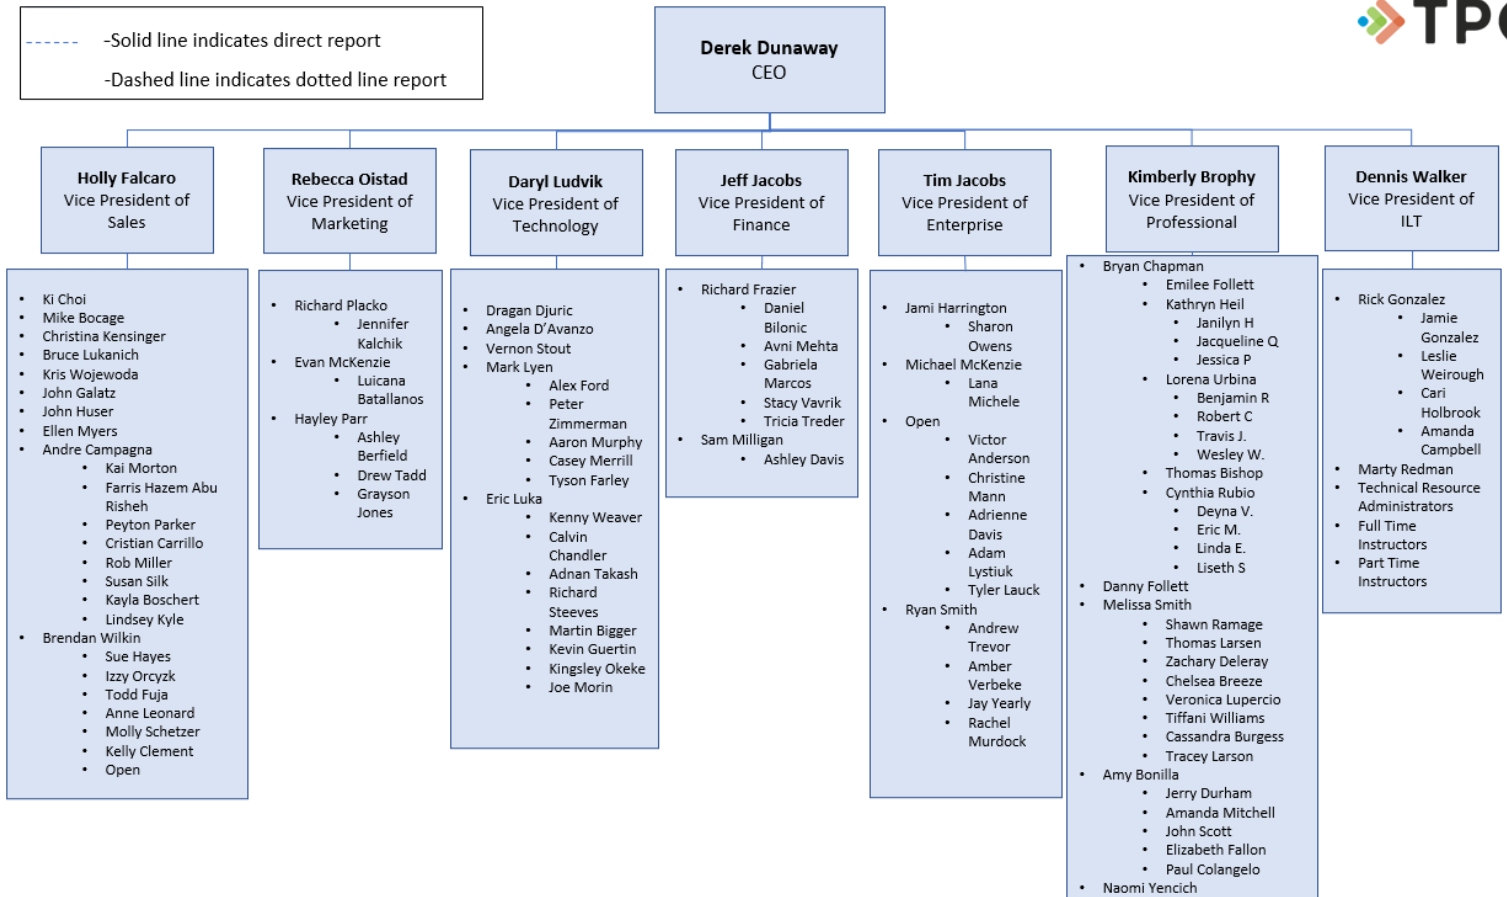 -Solid line indicates direct report
-Dashed line indicates dotted line report
Derek Dunaway
CEO
TPC
Holly Falcaro
Vice President of
Sales
Rebecca Oistad
Vice President of
Marketing
Daryl Ludvik
Vice President of
Technology
Jeff Jacobs
Vice President of
Finance
Tim Jacobs
Vice President of
Enterprise
Kimberly Brophy
Vice President of
Professional
Dennis Walker
Vice President of
ILT
• Ki Choi
• Mike Bocage
• Christina Kensinger
• Bruce Lukanich
• Kris Wojewoda
• John Galatz
• John Huser
• Ellen Myers
• Andre Campagna
• Kai Morton
• Farris Hazem Abu
Risheh
• Peyton Parker
• Cristian Carrillo
• Rob Miller
• Susan Silk
• Kayla Boschert
• Lindsey Kyle
• Brendan Wilkin
• Sue Hayes
• Izzy Orcyzk
• Todd Fuja
• Anne Leonard
• Molly Schetzer
• Kelly Clement
• Open
• Richard Placko
• Jennifer
Kalchik
• Evan McKenzie
• Luicana
Batallanos
• Hayley Parr
• Ashley
Berfield
• Drew Tadd
• Grayson
Jones
• Dragan Djuric
• Angela D’Avanzo
• Vernon Stout
• Mark Lyen
• Alex Ford
• Peter
Zimmerman
• Aaron Murphy
• Casey Merrill
• Tyson Farley
• Eric Luka
• Kenny Weaver
• Calvin
Chandler
• Adnan Takash
• Richard
Steeves
• Martin Bigger
• Kevin Guertin
• Kingsley Okeke
• Joe Morin
• Richard Frazier
• Daniel
Bilonic
• Avni Mehta
• Gabriela
Marcos
• Stacy Vavrik
• Tricia Treder
• Sam Milligan
• Ashley Davis
• Jami Harrington
• Sharon
Owens
• Michael McKenzie
• Lana
Michele
• Open
• Victor
Anderson
• Christine
Mann
• Adrienne
Davis
• Adam
Lystiuk
• Tyler Lauck
• Ryan Smith
• Andrew
Trevor
• Amber
Verbeke
• Jay Yearly
• Rachel
Murdock
• Bryan Chapman
• Emilee Follett
• Kathryn Heil
• Janilyn H
• Jacqueline Q
• Jessica P
• Lorena Urbina
• Benjamin R
• Robert C
• Travis J.
• Wesley W.
• Thomas Bishop
• Cynthia Rubio
• Deyna V.
• Eric M.
• Linda E.
• Liseth S
• Danny Follett
• Melissa Smith
• Shawn Ramage
• Thomas Larsen
• Zachary Deleray
• Chelsea Breeze
• Veronica Lupercio
• Tiffani Williams
• Cassandra Burgess
• Tracey Larson
• Amy Bonilla
• Jerry Durham
• Amanda Mitchell
• John Scott
• Elizabeth Fallon
• Paul Colangelo
• Naomi Yencich
• Rick Gonzalez
• Jamie
Gonzalez
• Leslie
Weirough
• Cari
Holbrook
• Amanda
Campbell
• Marty Redman
• Technical Resource
Administrators
• Full Time
Instructors
• Part Time
Instructors